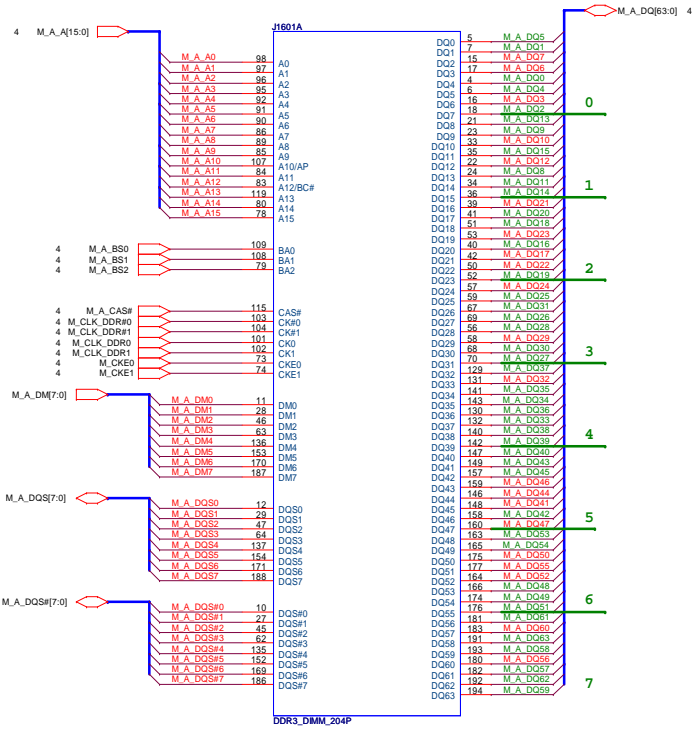 J1601A
4 M_A_A[15:0]
M_A_A0 98 A0
M_A_A1 97 A1
M_A_A2 96 A2
M_A_A3 95 A3
M_A_A4 92 A4
M_A_A5 91 A5
M_A_A6 90 A6
M_A_A7 86 A7
M_A_A8 89 A8
M_A_A9 85 A9
M_A_A10 107 A10/AP
M_A_A11 84 A11
M_A_A12 83 A12/BC#
M_A_A13 119 A13
M_A_A14 80 A14
M_A_A15 78 A15
4 M_A_BS0 109 BA0
4 M_A_BS1 108 BA1
4 M_A_BS2 79 BA2
4 M_A_CAS# 115 CAS#
4 M_CLK_DDR#0 103 CK#0
4 M_CLK_DDR#1 104 CK#1
4 M_CLK_DDR0 101 CK0
4 M_CLK_DDR1 102 CK1
4 M_CKE0 73 CKE0
4 M_CKE1 74 CKE1
M_A_DM[7:0]
M_A_DM0 11 DM0
M_A_DM1 28 DM1
M_A_DM2 46 DM2
M_A_DM3 63 DM3
M_A_DM4 136 DM4
M_A_DM5 153 DM5
M_A_DM6 170 DM6
M_A_DM7 187 DM7
M_A_DQS[7:0]
M_A_DQS0 12 DQS0
M_A_DQS1 29 DQS1
M_A_DQS2 47 DQS2
M_A_DQS3 64 DQS3
M_A_DQS4 137 DQS4
M_A_DQS5 154 DQS5
M_A_DQS6 171 DQS6
M_A_DQS7 188 DQS7
M_A_DQS#[7:0]
M_A_DQS#0 10 DQS#0
M_A_DQS#1 27 DQS#1
M_A_DQS#2 45 DQS#2
M_A_DQS#3 62 DQS#3
M_A_DQS#4 135 DQS#4
M_A_DQS#5 152 DQS#5
M_A_DQS#6 169 DQS#6
M_A_DQS#7 186 DQS#7
M_A_DQ[63:0] 4
DQ0 5 M_A_DQ5
DQ1 7 M_A_DQ1
DQ2 15 M_A_DQ7
DQ3 17 M_A_DQ6
DQ4 4 M_A_DQ0
DQ5 6 M_A_DQ4
DQ6 16 M_A_DQ3
DQ7 18 M_A_DQ2
0
DQ8 21 M_A_DQ13
DQ9 23 M_A_DQ9
DQ10 33 M_A_DQ10
DQ11 35 M_A_DQ15
DQ12 22 M_A_DQ12
DQ13 24 M_A_DQ8
DQ14 34 M_A_DQ11
DQ15 36 M_A_DQ14
1
DQ16 39 M_A_DQ21
DQ17 41 M_A_DQ20
DQ18 51 M_A_DQ18
DQ19 53 M_A_DQ23
DQ20 40 M_A_DQ16
DQ21 42 M_A_DQ17
DQ22 50 M_A_DQ22
DQ23 52 M_A_DQ19
2
DQ24 57 M_A_DQ24
DQ25 59 M_A_DQ25
DQ26 67 M_A_DQ31
DQ27 69 M_A_DQ26
DQ28 56 M_A_DQ28
DQ29 58 M_A_DQ29
DQ30 68 M_A_DQ30
DQ31 70 M_A_DQ27
3
DQ32 129 M_A_DQ37
DQ33 131 M_A_DQ32
DQ34 141 M_A_DQ35
DQ35 143 M_A_DQ34
DQ36 130 M_A_DQ36
DQ37 132 M_A_DQ33
DQ38 140 M_A_DQ38
DQ39 142 M_A_DQ39
4
DQ40 147 M_A_DQ40
DQ41 149 M_A_DQ43
DQ42 157 M_A_DQ45
DQ43 159 M_A_DQ46
DQ44 146 M_A_DQ44
DQ45 148 M_A_DQ41
DQ46 158 M_A_DQ42
DQ47 160 M_A_DQ47
5
DQ48 163 M_A_DQ53
DQ49 165 M_A_DQ54
DQ50 175 M_A_DQ50
DQ51 177 M_A_DQ55
DQ52 164 M_A_DQ52
DQ53 166 M_A_DQ48
DQ54 174 M_A_DQ49
DQ55 176 M_A_DQ51
6
DQ56 181 M_A_DQ61
DQ57 183 M_A_DQ60
DQ58 191 M_A_DQ63
DQ59 193 M_A_DQ58
DQ60 180 M_A_DQ56
DQ61 182 M_A_DQ57
DQ62 192 M_A_DQ62
DQ63 194 M_A_DQ59
7
DDR3_DIMM_204P